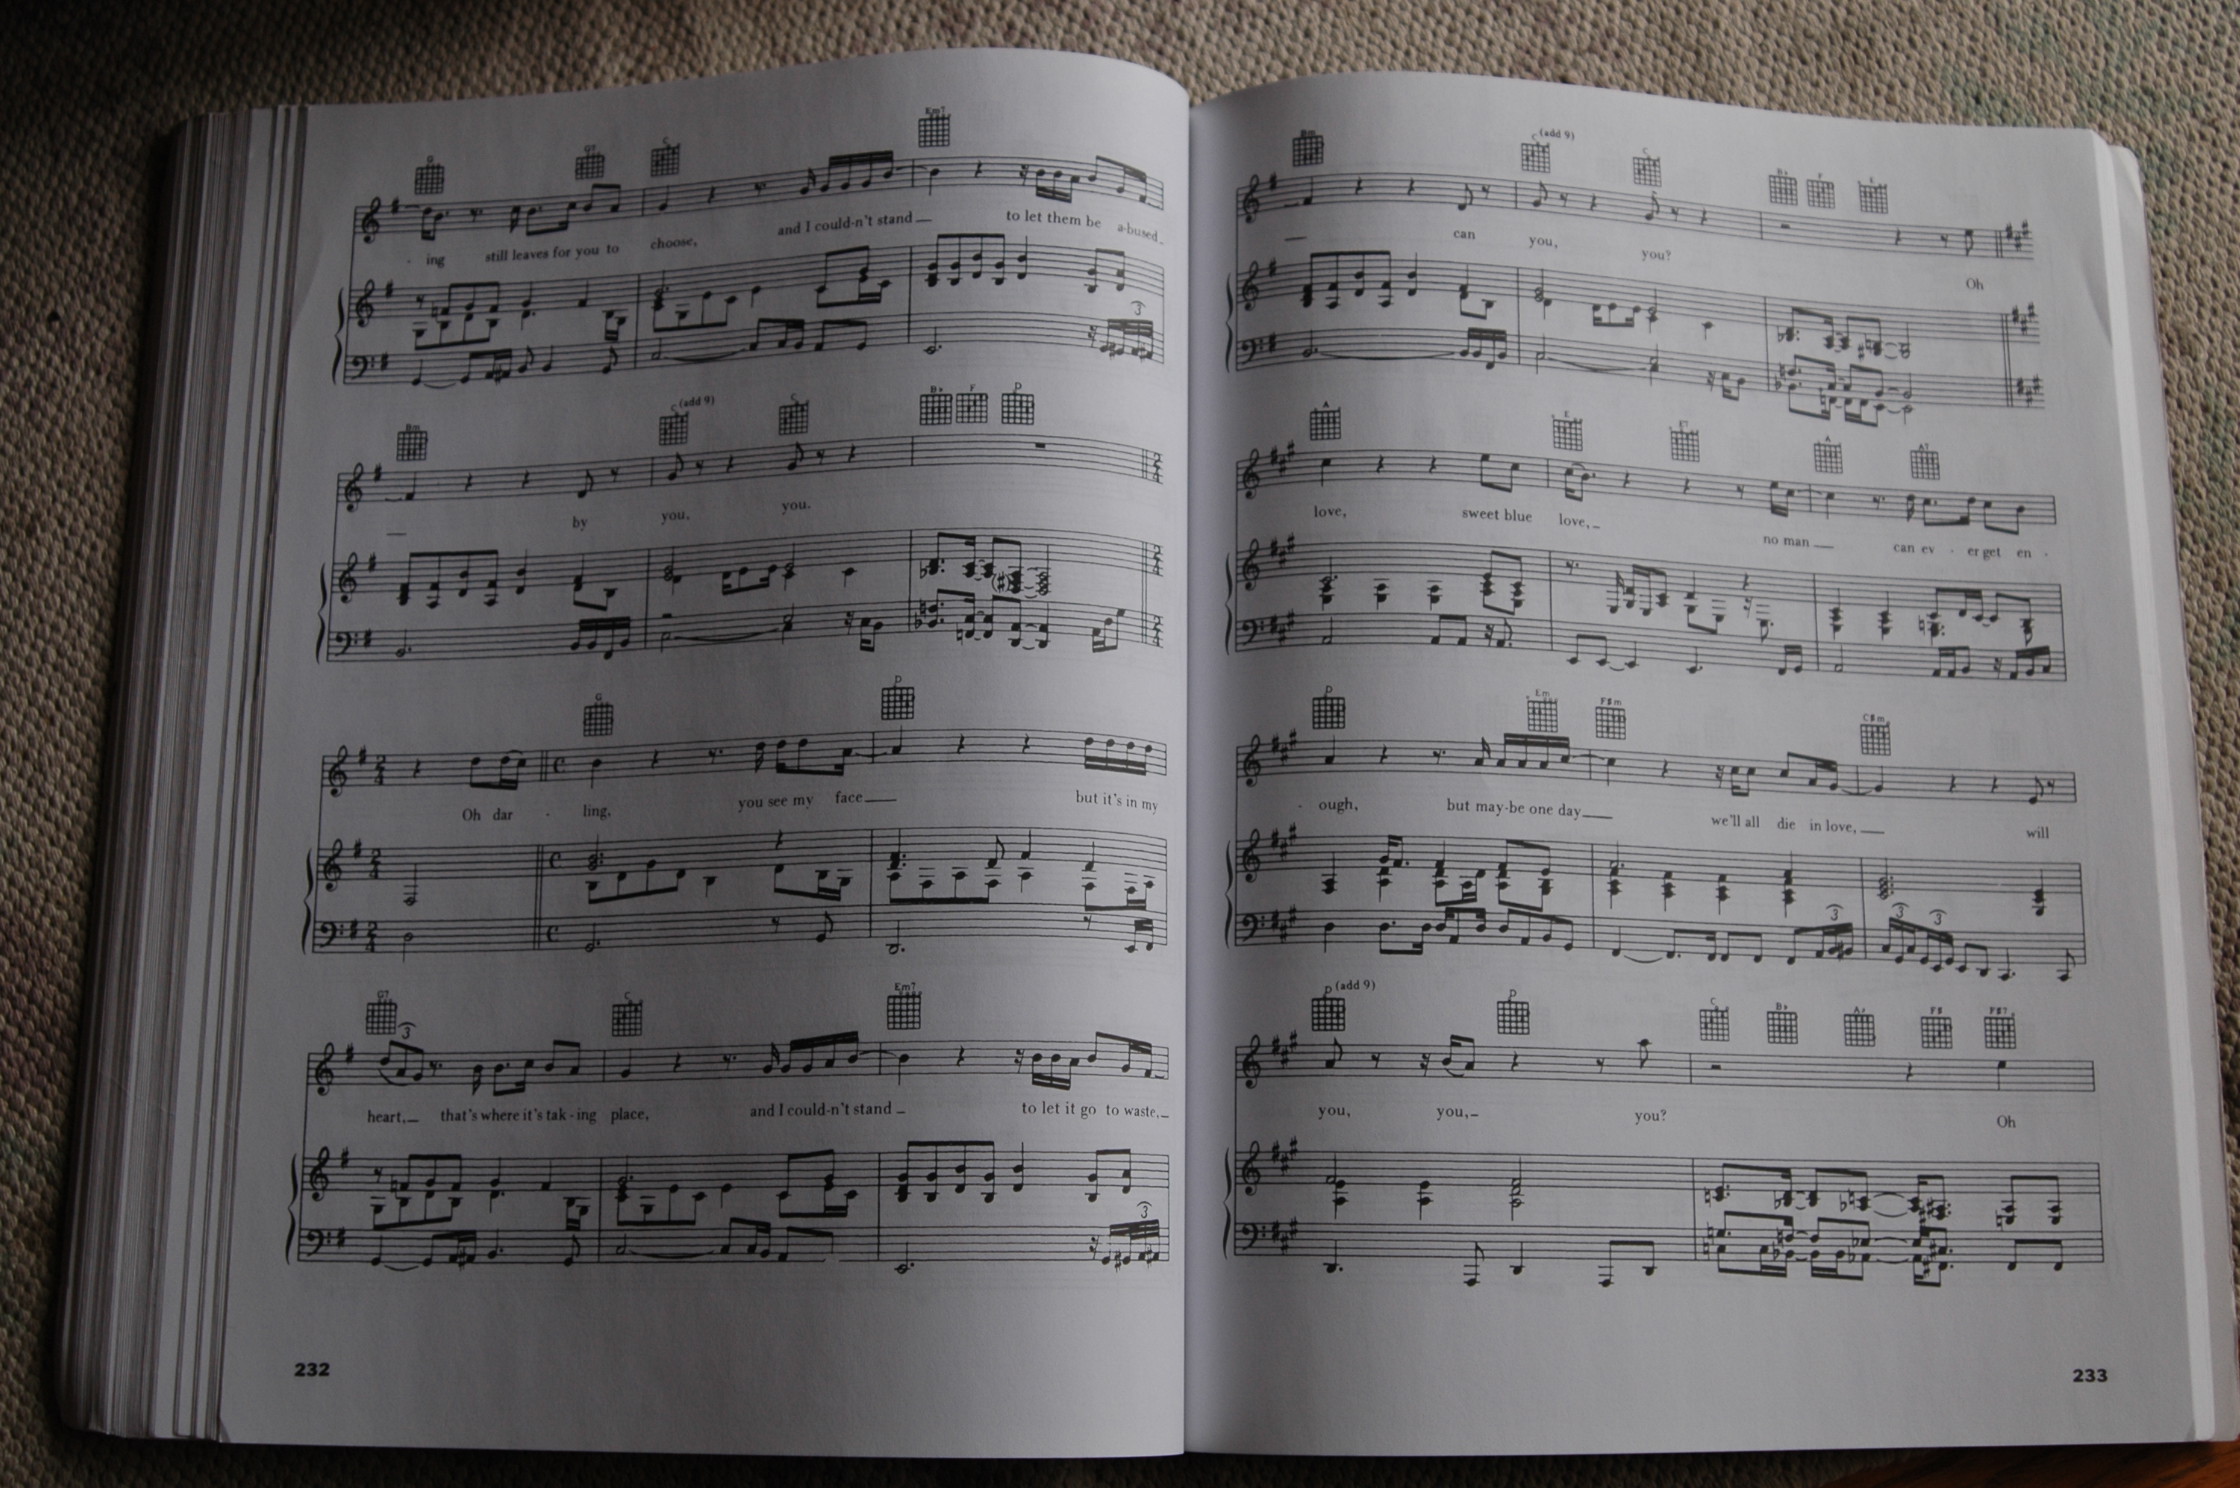 G G7 C Em7
ing still leaves for you to choose, and I could-n't stand to let them be a-bused.
Bm C (add 9) C B♭ F D
by you, you.
G D
Oh dar - ling, you see my face but it's in my
G7 C Em7
heart, that's where it's tak-ing place, and I could-n't stand to let it go to waste,
232
Bm C (add 9) C B♭ F E
can you, you? Oh
A E E7 A A7
love, sweet blue love, no man can ev - er get en -
D Em F♯m C♯m
- ough, but may-be one day we'll all die in love, will
D (add 9) D C B♭ A♭ F♯ F♯7
you, you, you? Oh
233